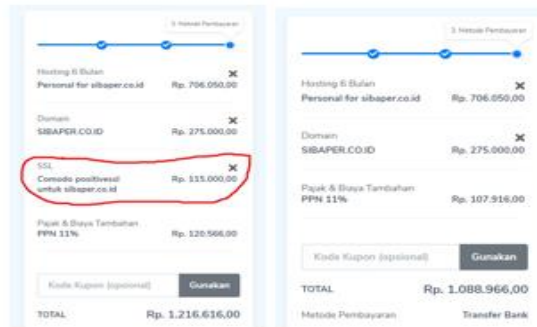 3. Metode Pembayaran
Hosting 6 Bulan
Personal for sibaper.co.id Rp. 706.050,00
Domain
SIBAPER.CO.ID Rp. 275.000,00
SSL
Comodo positivessl
untuk sibaper.co.id Rp. 115.000,00
Pajak & Biaya Tambahan
PPN 11% Rp. 120.566,00
Kode Kupon (opsional) Gunakan
TOTAL Rp. 1.216.616,00
3. Metode Pembayaran
Hosting 6 Bulan
Personal for sibaper.co.id Rp. 706.050,00
Domain
SIBAPER.CO.ID Rp. 275.000,00
Pajak & Biaya Tambahan
PPN 11% Rp. 107.916,00
Kode Kupon (opsional) Gunakan
TOTAL Rp. 1.088.966,00
Metode Pembayaran Transfer Bank